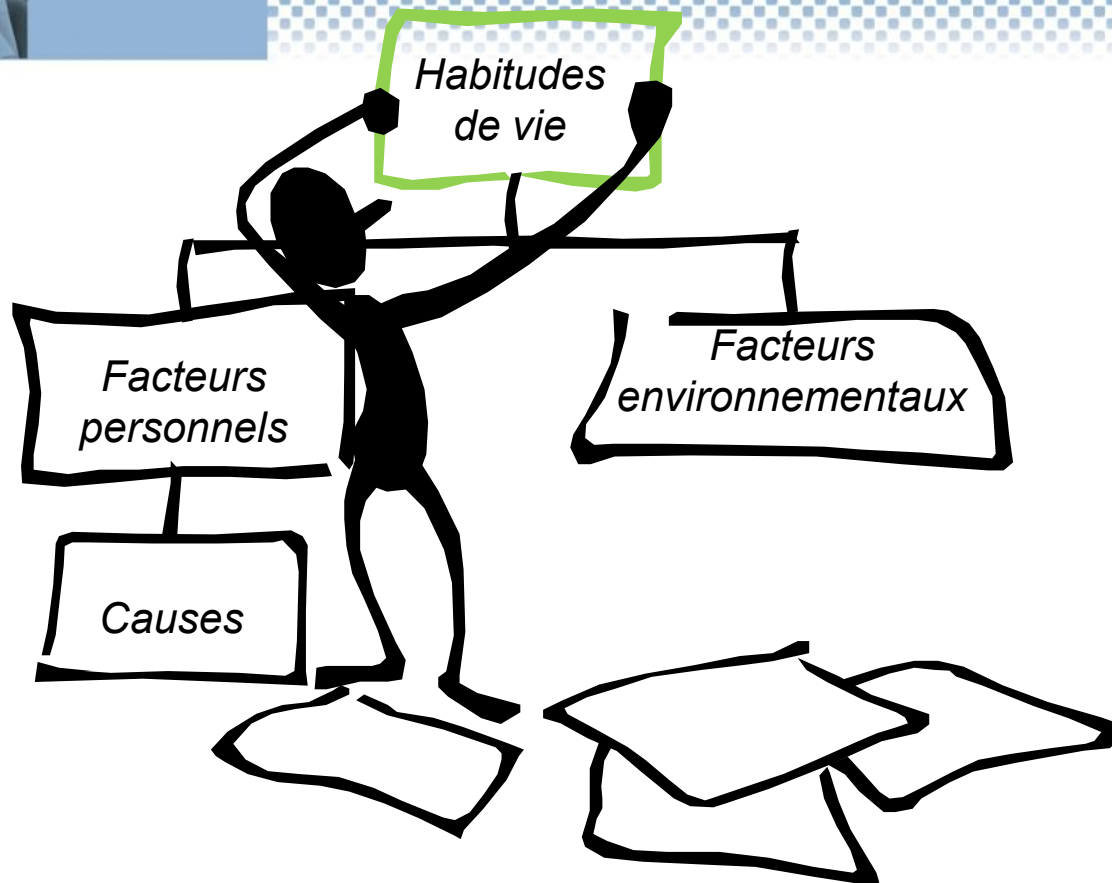 Habitudes
de vie
Facteurs
personnels
Facteurs
environnementaux
Causes